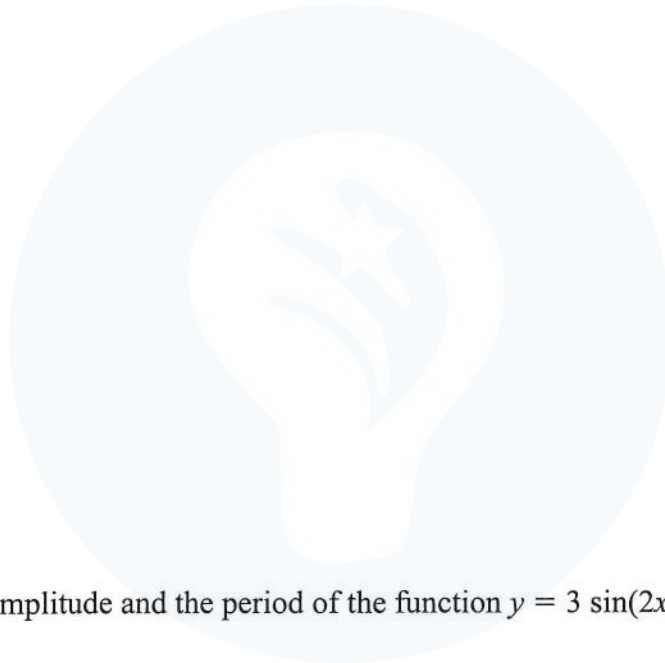 mplitude and the period of the function y = 3 sin(2x